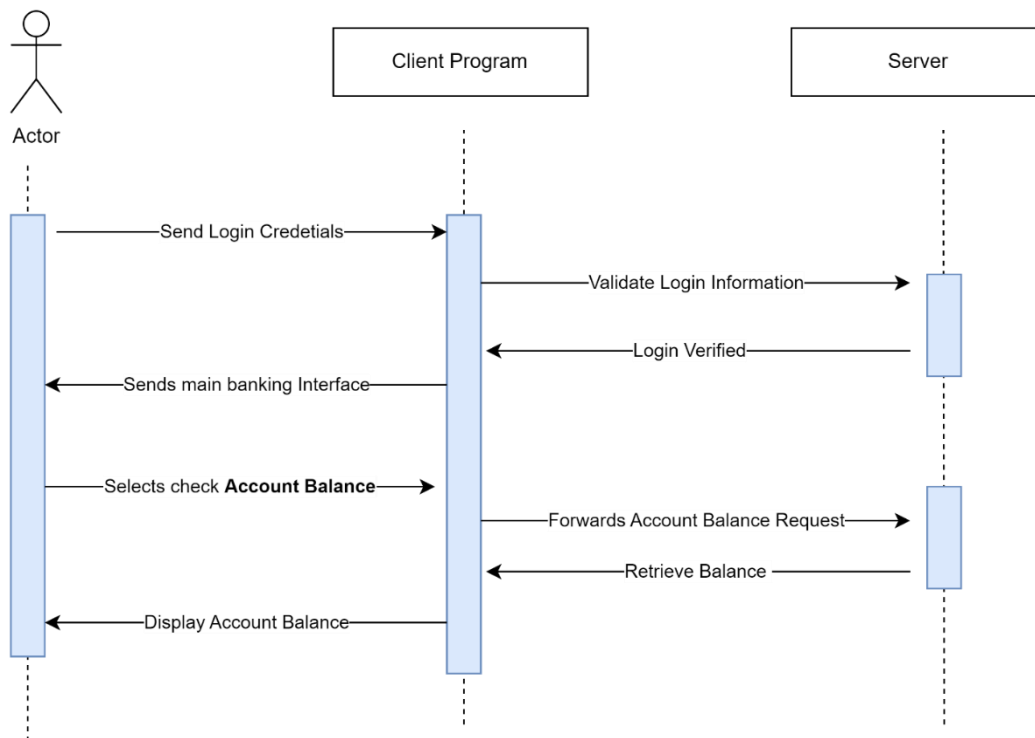 Client Program
Server
Actor
Send Login Credetials
Validate Login Information
Login Verified
Sends main banking Interface
Selects check Account Balance
Forwards Account Balance Request
Retrieve Balance
Display Account Balance